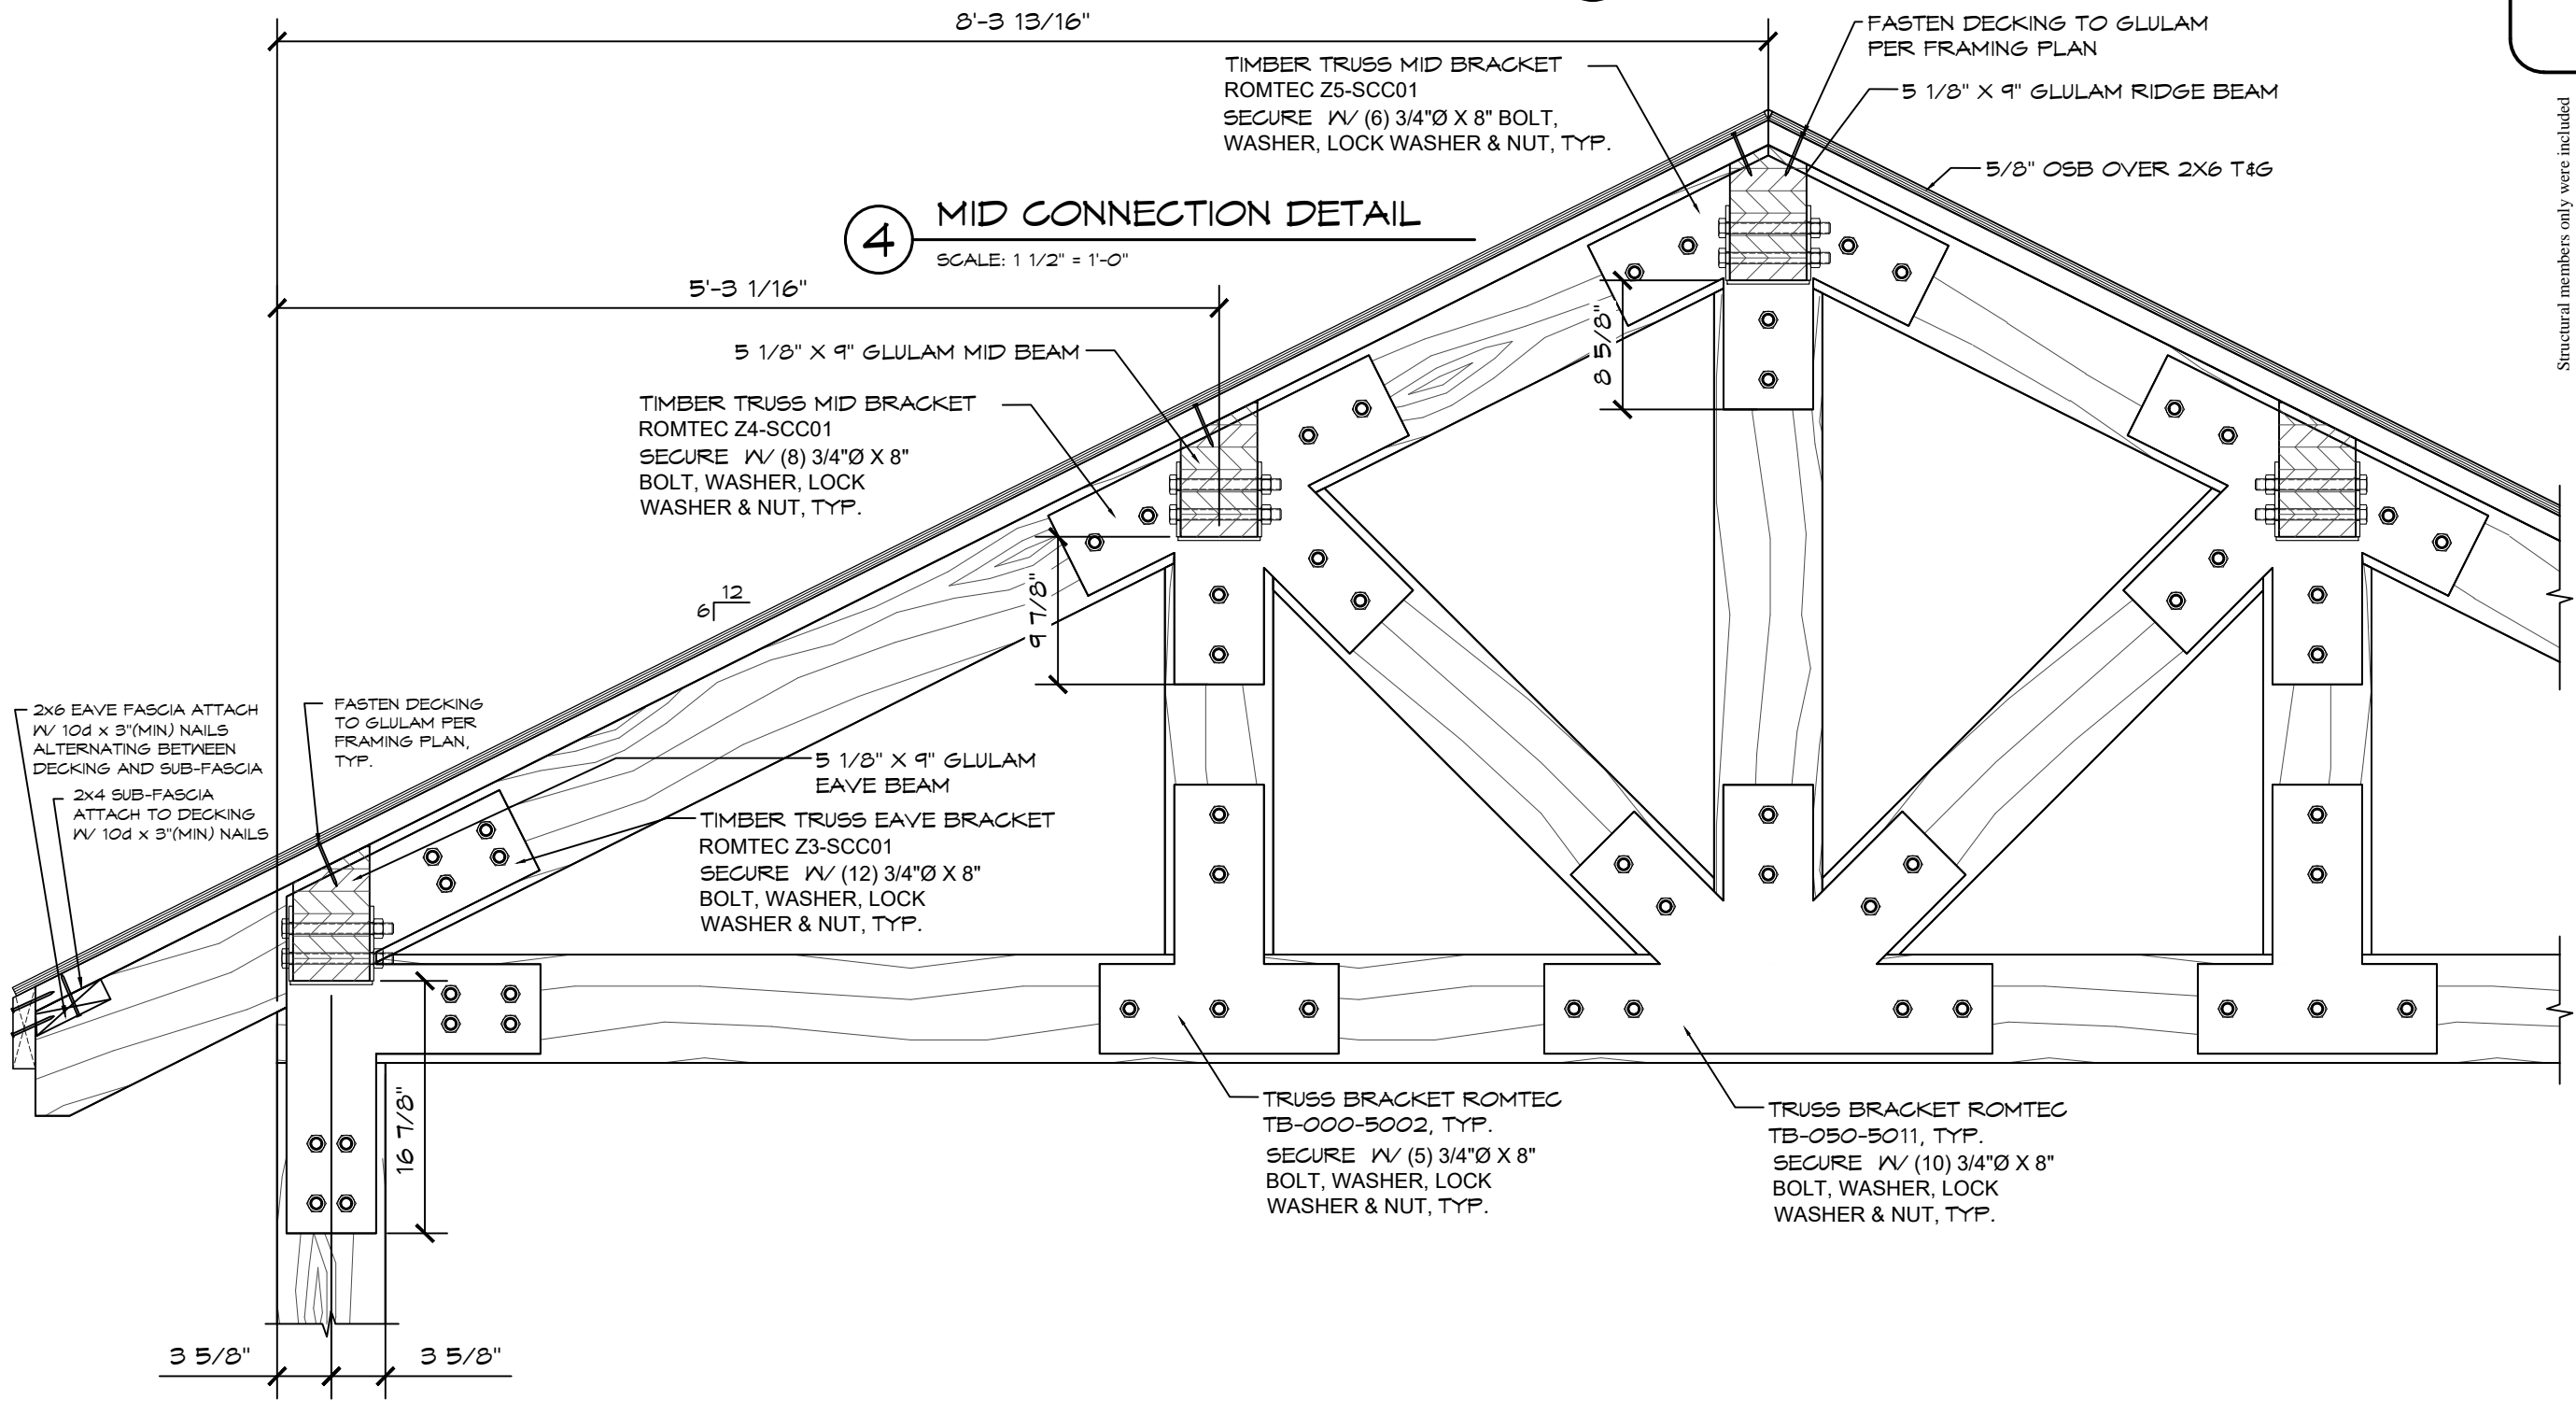 8'-3 13/16"
FASTEN DECKING TO GLULAM
PER FRAMING PLAN
TIMBER TRUSS MID BRACKET
ROMTEC Z5-SCC01
SECURE W/ (6) 3/4"Ø X 8" BOLT,
WASHER, LOCK WASHER & NUT, TYP.
5 1/8" X 9" GLULAM RIDGE BEAM
5/8" OSB OVER 2X6 T&G
Structural members only were included
4
MID CONNECTION DETAIL
SCALE: 1 1/2" = 1'-0"
5'-3 1/16"
8 5/8"
5 1/8" X 9" GLULAM MID BEAM
TIMBER TRUSS MID BRACKET
ROMTEC Z4-SCC01
SECURE W/ (8) 3/4"Ø X 8"
BOLT, WASHER, LOCK
WASHER & NUT, TYP.
9 7/8"
12
6
2x6 EAVE FASCIA ATTACH
W/ 10d x 3"(MIN) NAILS
ALTERNATING BETWEEN
DECKING AND SUB-FASCIA
2x4 SUB-FASCIA
ATTACH TO DECKING
W/ 10d x 3"(MIN) NAILS
FASTEN DECKING
TO GLULAM PER
FRAMING PLAN,
TYP.
5 1/8" X 9" GLULAM
EAVE BEAM
TIMBER TRUSS EAVE BRACKET
ROMTEC Z3-SCC01
SECURE W/ (12) 3/4"Ø X 8"
BOLT, WASHER, LOCK
WASHER & NUT, TYP.
16 7/8"
TRUSS BRACKET ROMTEC
TB-000-5002, TYP.
SECURE W/ (5) 3/4"Ø X 8"
BOLT, WASHER, LOCK
WASHER & NUT, TYP.
TRUSS BRACKET ROMTEC
TB-050-5011, TYP.
SECURE W/ (10) 3/4"Ø X 8"
BOLT, WASHER, LOCK
WASHER & NUT, TYP.
3 5/8"
3 5/8"